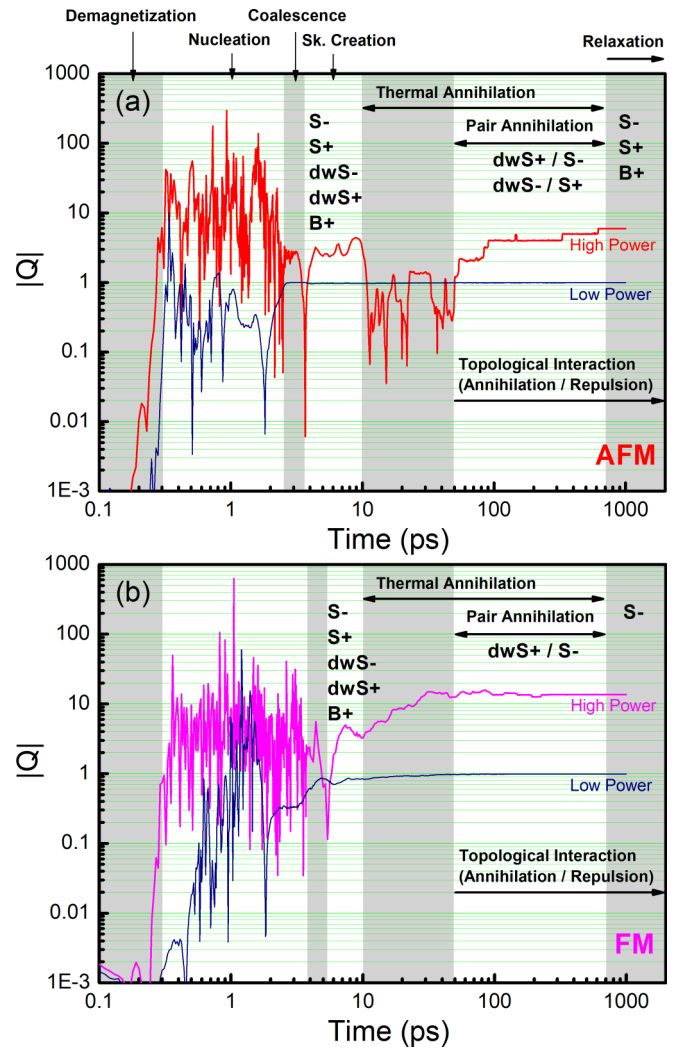 Demagnetization
Coalescence
Nucleation
Sk. Creation
Relaxation
(a)
Thermal Annihilation
Pair Annihilation
dwS+ / S-
dwS- / S+
S-
S+
dwS-
dwS+
B+
S-
S+
B+
High Power
Low Power
Topological Interaction
(Annihilation / Repulsion)
AFM
|Q|
1000
100
10
1
0.1
0.01
1E-3
0.1
1
10
100
1000
Time (ps)
(b)
Thermal Annihilation
Pair Annihilation
dwS+ / S-
S-
S+
dwS-
dwS+
B+
S-
High Power
Low Power
Topological Interaction
(Annihilation / Repulsion)
FM
|Q|
1000
100
10
1
0.1
0.01
1E-3
0.1
1
10
100
1000
Time (ps)